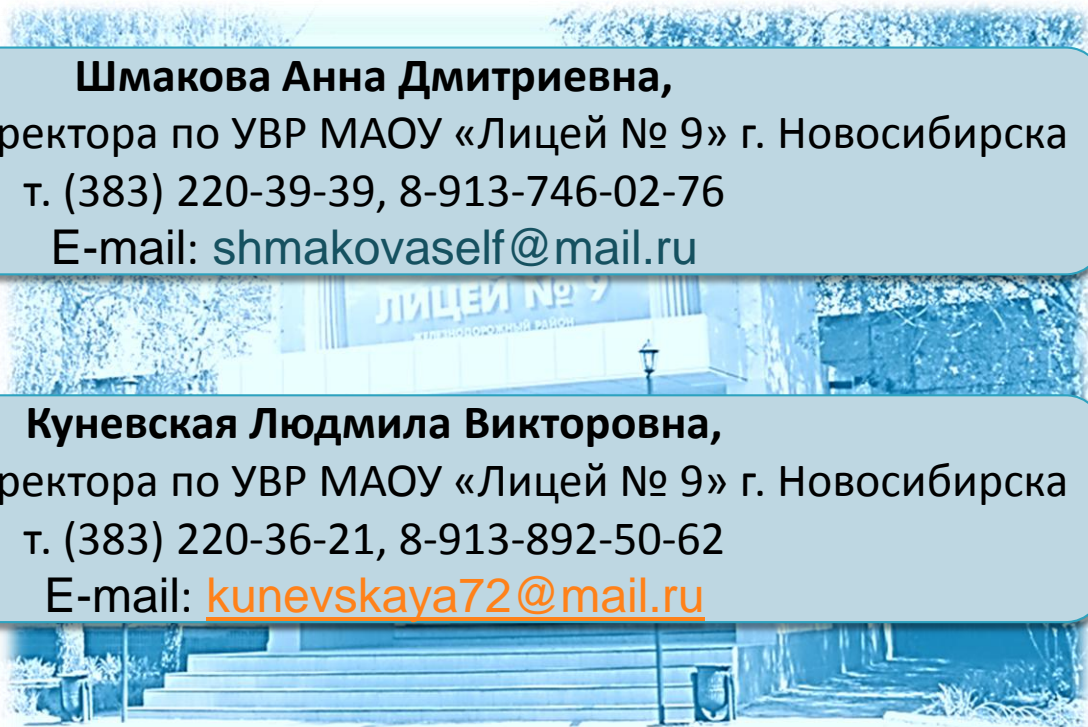 Шмакова Анна Дмитриевна,
ректора по УВР МАОУ «Лицей № 9» г. Новосибирска
т. (383) 220-39-39, 8-913-746-02-76
E-mail: shmakovaself@mail.ru
ЛИЦЕЙ № 9
ЖЕЛЕЗНОДОРОЖНЫЙ РАЙОН
Куневская Людмила Викторовна,
ректора по УВР МАОУ «Лицей № 9» г. Новосибирска
т. (383) 220-36-21, 8-913-892-50-62
E-mail: kunevskaya72@mail.ru